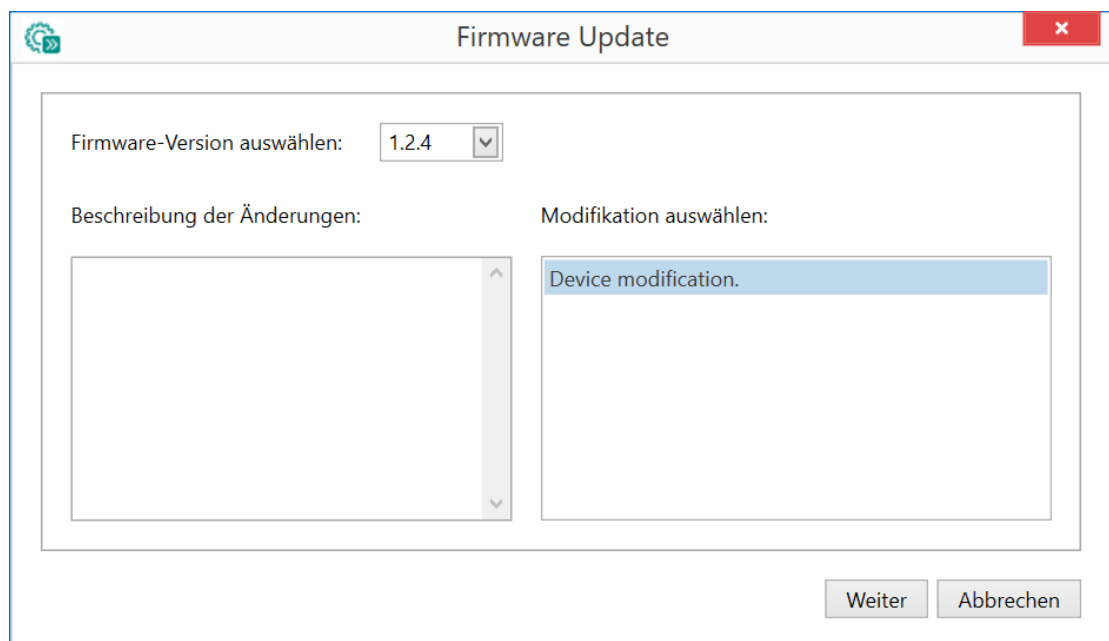 Firmware Update
Firmware-Version auswählen: 1.2.4
Beschreibung der Änderungen: Modifikation auswählen:
Device modification.
Weiter Abbrechen